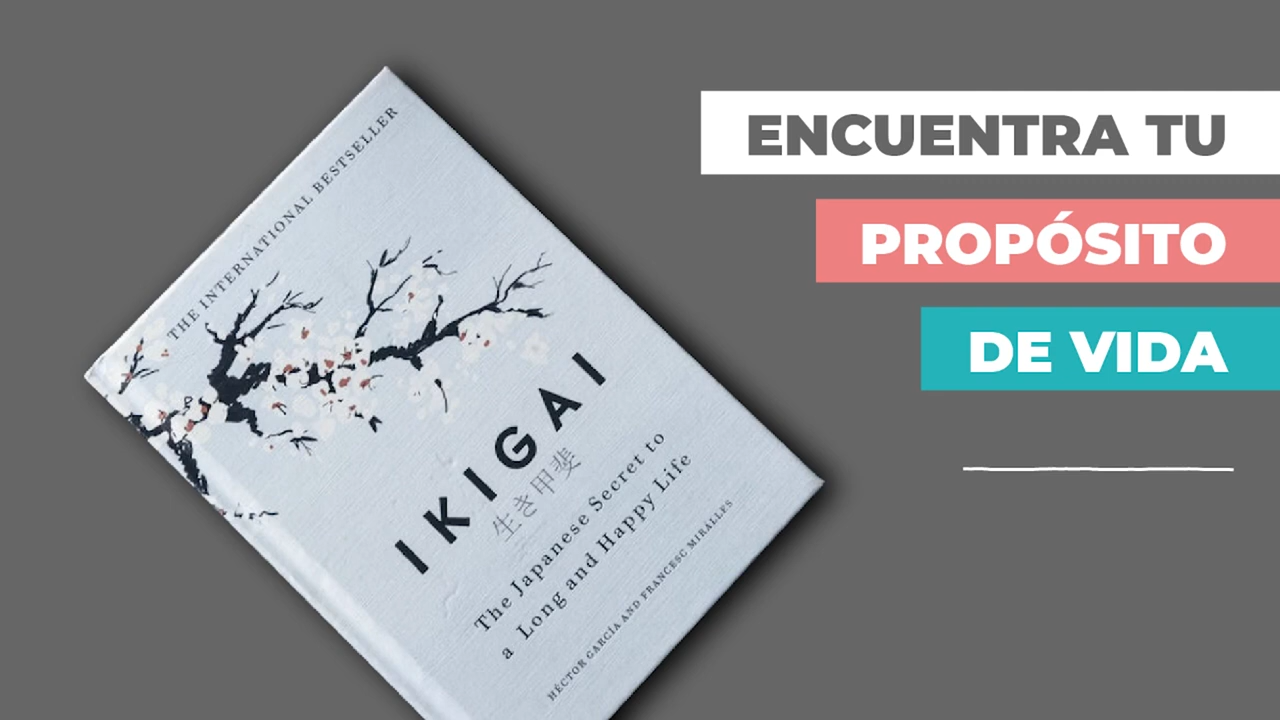 THE INTERNATIONAL BESTSELLER
IKIGAI
生き甲斐
The Japanese Secret to
a Long and Happy Life
HÉCTOR GARCÍA AND FRANCESC MIRALLES
ENCUENTRA TU
PROPÓSITO
DE VIDA